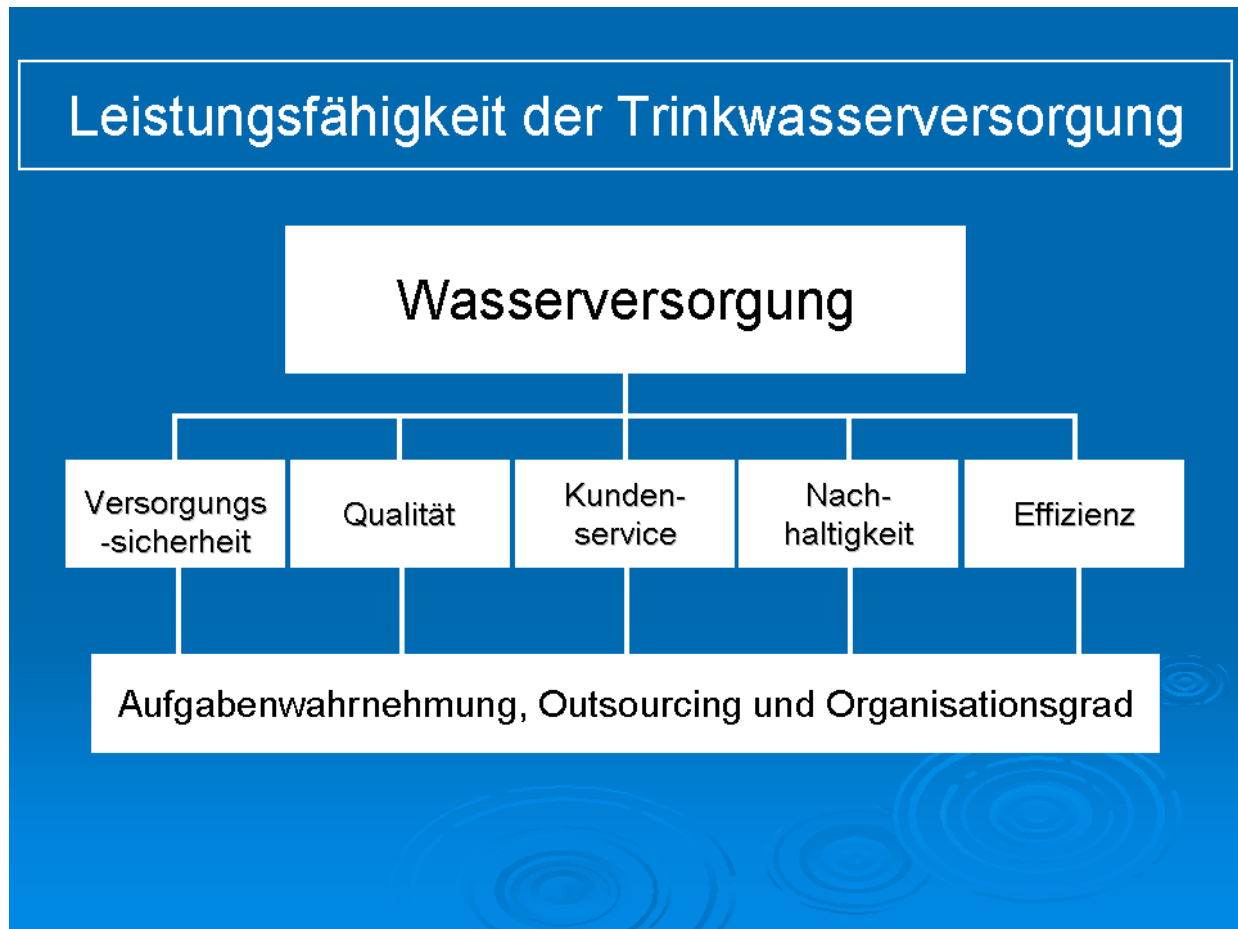 Leistungsfähigkeit der Trinkwasserversorgung
Wasserversorgung
Versorgungs
-sicherheit
Qualität
Kunden-
service
Nach-
haltigkeit
Effizienz
Aufgabenwahrnehmung, Outsourcing und Organisationsgrad